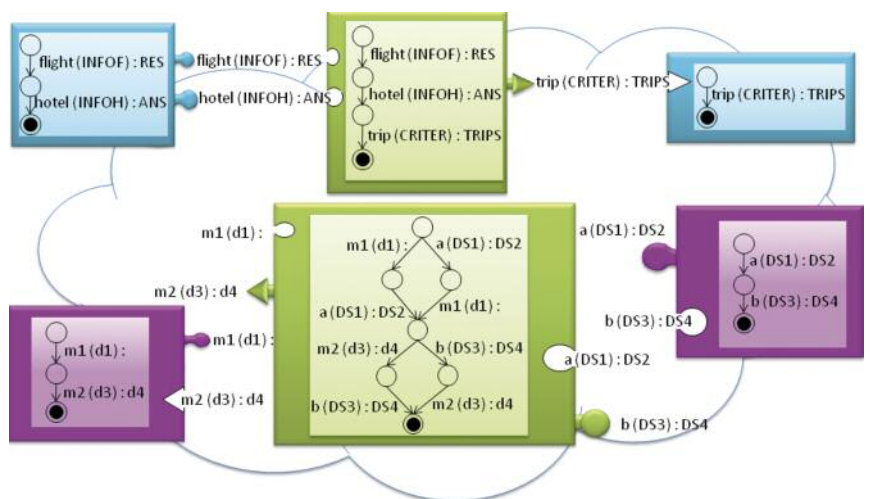 flight(INFOF) : RES
hotel(INFOH) : ANS
flight(INFOF) : RES
hotel(INFOH) : ANS
flight(INFOF) : RES
hotel(INFOH) : ANS
trip(CRITER) : TRIPS
trip(CRITER) : TRIPS
trip(CRITER) : TRIPS
m1(d1) :
m2(d3) : d4
m1(d1) :
a(DS1) : DS2
a(DS1) : DS2
m1(d1) :
m2(d3) : d4
b(DS3) : DS4
b(DS3) : DS4
m2(d3) : d4
a(DS1) : DS2
b(DS3) : DS4
a(DS1) : DS2
b(DS3) : DS4
a(DS1) : DS2
b(DS3) : DS4
m1(d1) :
m2(d3) : d4
m1(d1) :
m2(d3) : d4